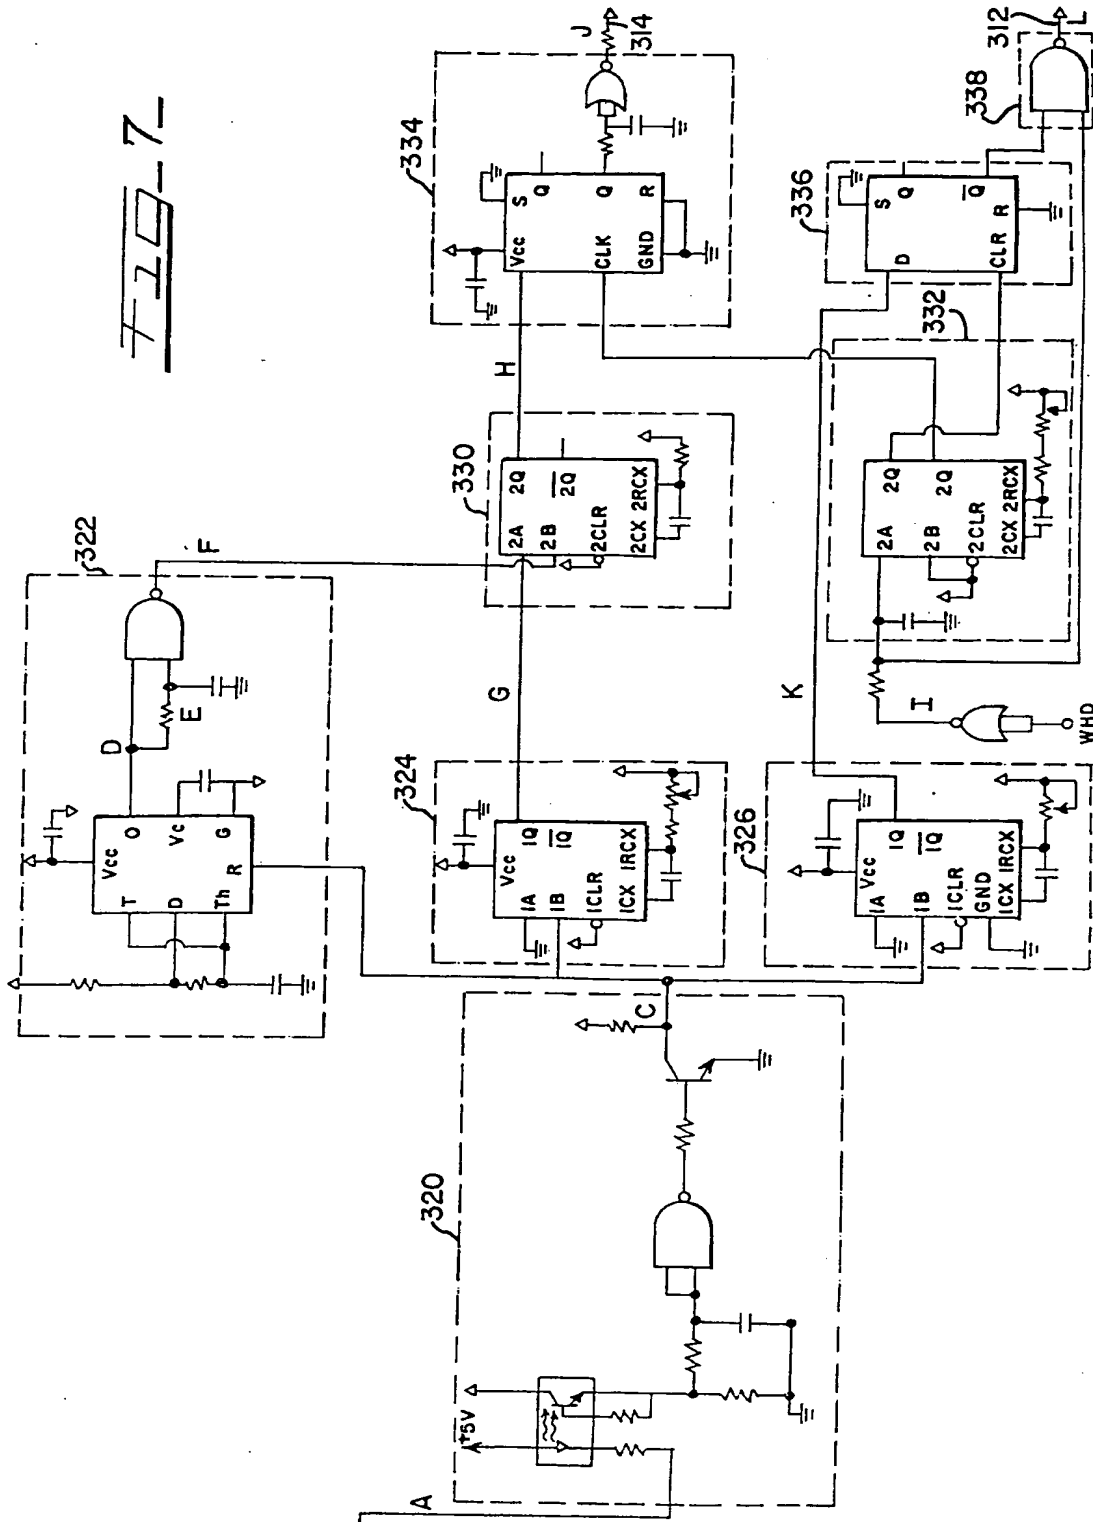 FIG-7-
322
F
D
E
Vcc
T
D
Th
O
Vc
G
R
334
J
314
Vcc
S
Q
CLK
Q
GND
R
H
330
2A
2B
2CLR
2CX 2RCX
2Q
2Q
G
324
Vcc
1A
1B
1CLR
1CX 1RCX
1Q
1Q
338
312
L
336
S
Q
D
Q
CLR
R
332
2A
2B
2CLR
2CX 2RCX
2Q
2Q
K
I
WHD
326
Vcc
1A
1B
1CLR
GND
1CX 1RCX
1Q
1Q
320
C
+5V
A